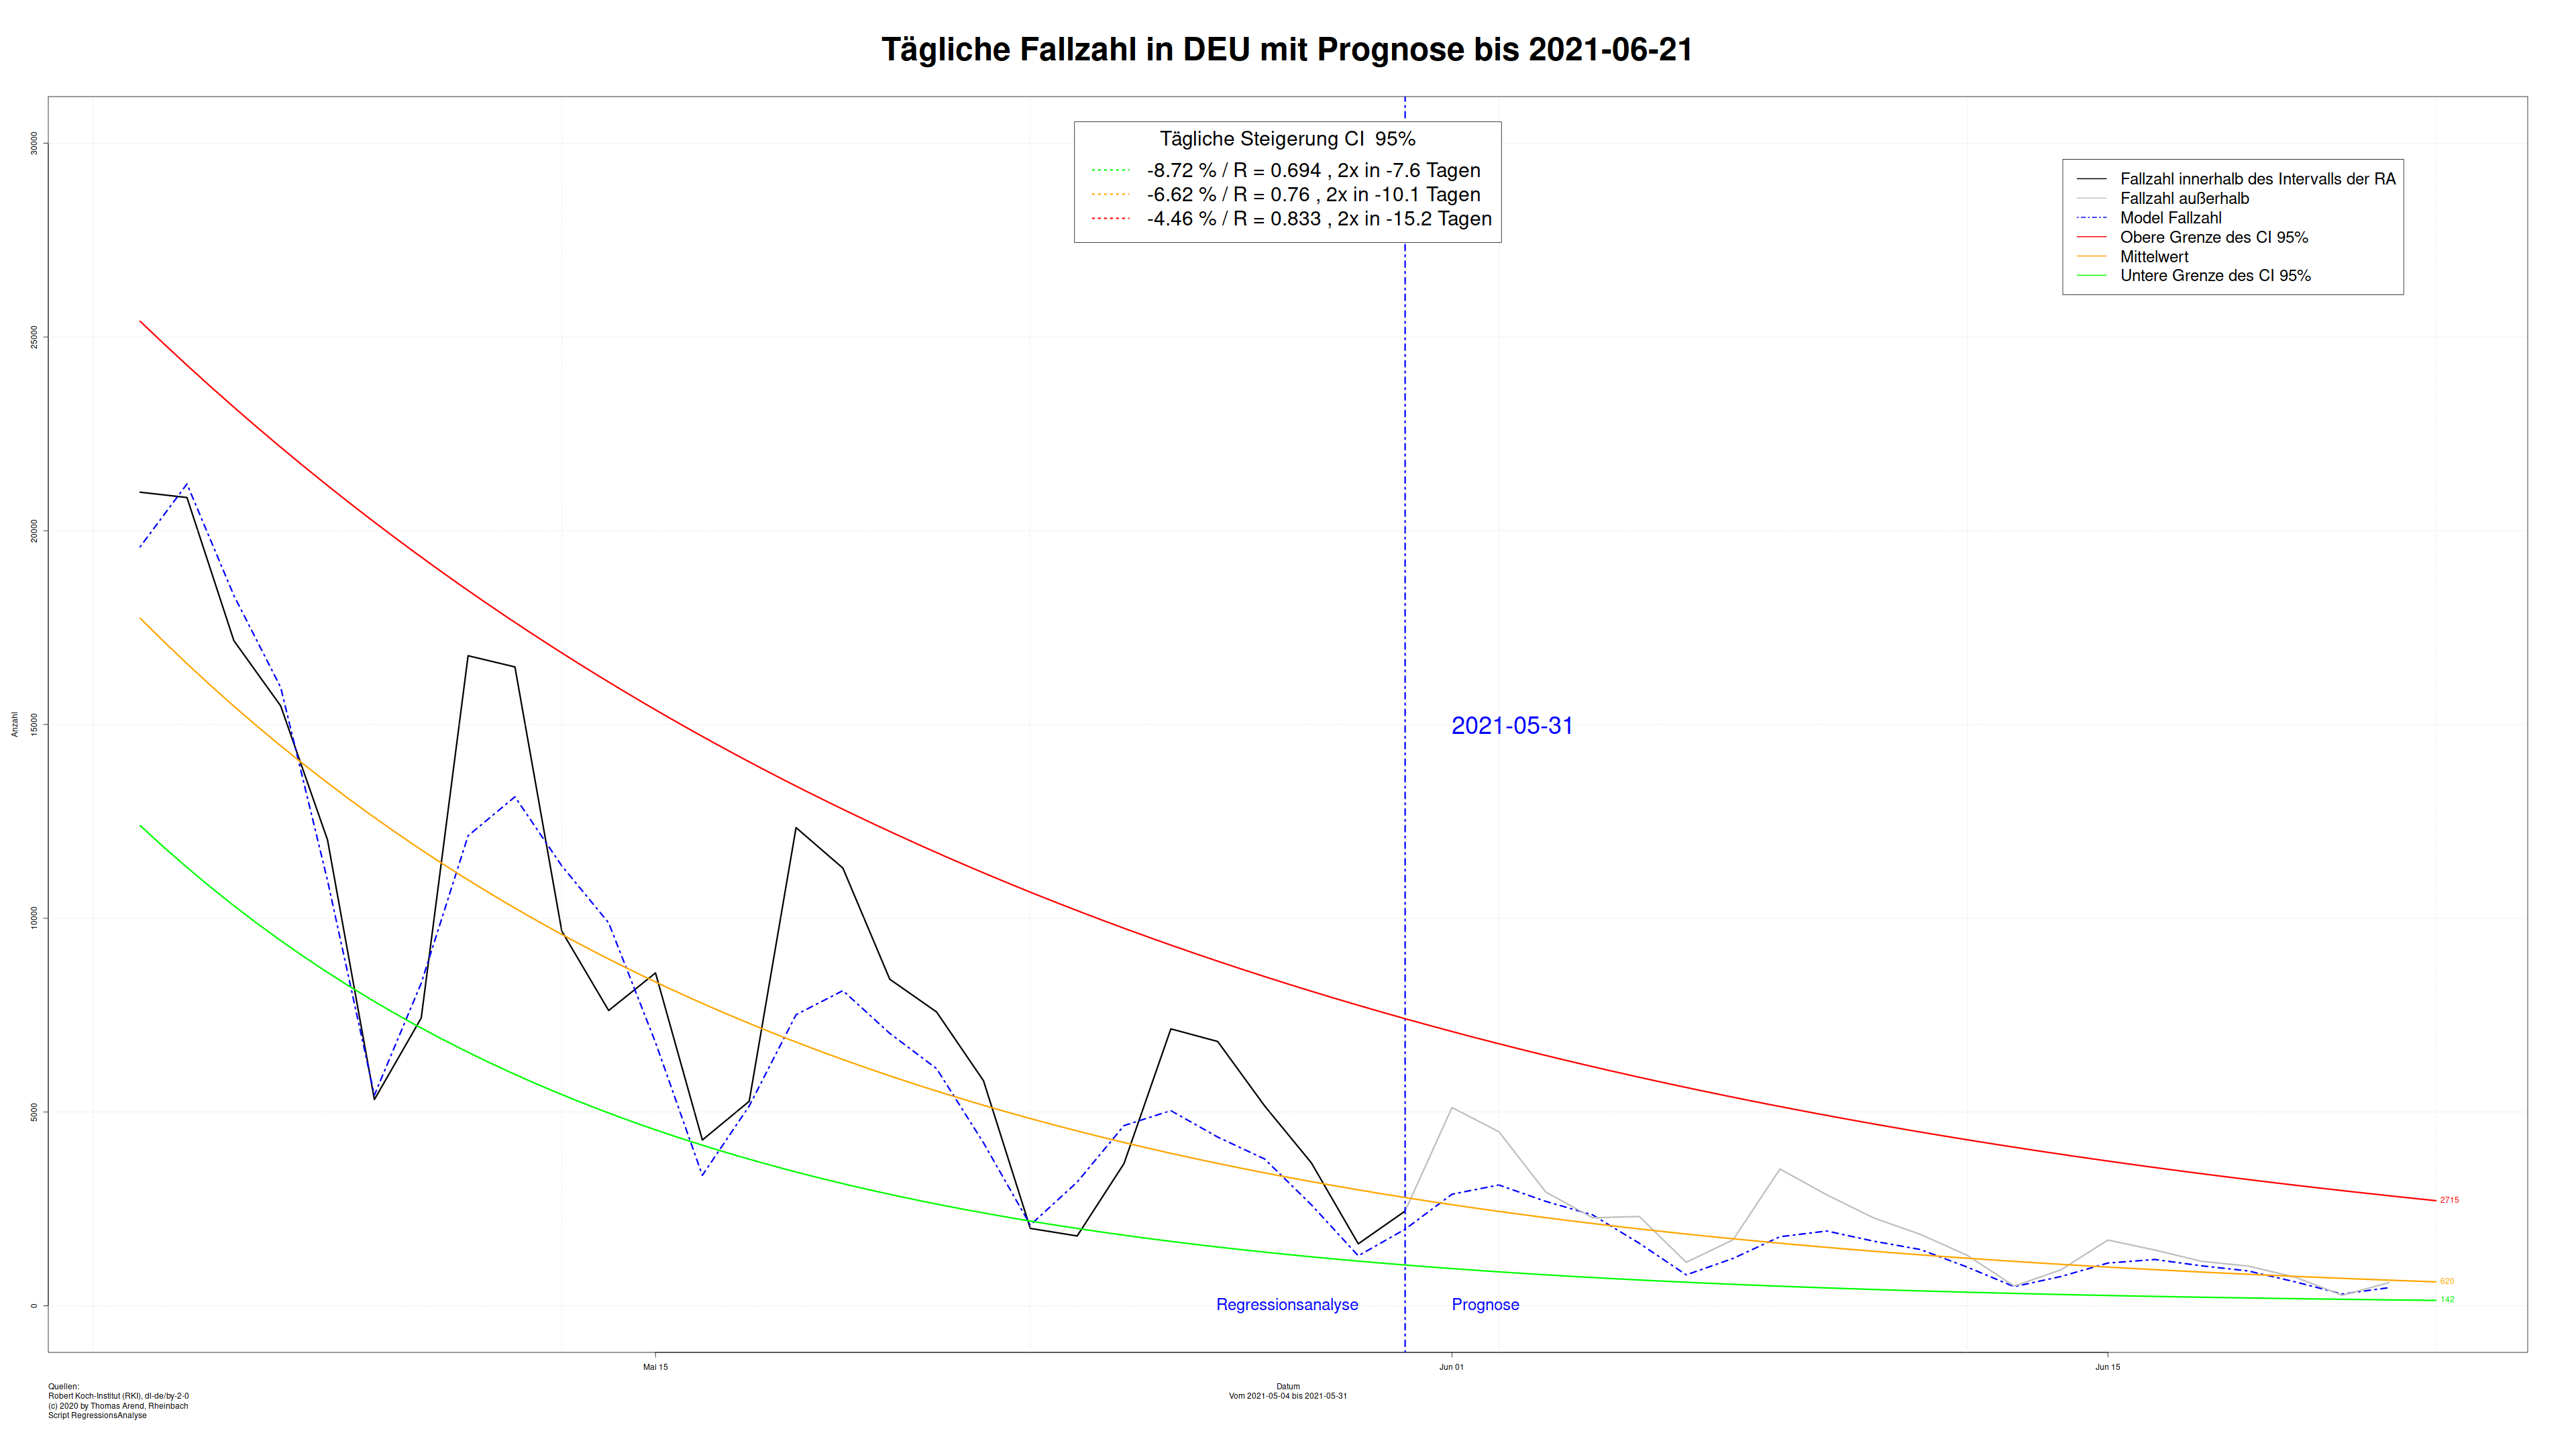 Tägliche Fallzahl in DEU mit Prognose bis 2021-06-21
Tägliche Steigerung CI  95%
-8.72 % / R = 0.694 , 2x in -7.6 Tagen
-6.62 % / R = 0.76 , 2x in -10.1 Tagen
-4.46 % / R = 0.833 , 2x in -15.2 Tagen
Fallzahl innerhalb des Intervalls der RA
Fallzahl außerhalb
Model Fallzahl
Obere Grenze des CI 95%
Mittelwert
Untere Grenze des CI 95%
Anzahl
30000
25000
20000
15000
10000
5000
0
2021-05-31
2715
620
142
Regressionsanalyse
Prognose
Mai 15
Jun 01
Jun 15
Datum
Vom 2021-05-04 bis 2021-05-31
Quellen:
Robert Koch-Institut (RKI), dl-de/by-2-0
(c) 2020 by Thomas Arend, Rheinbach
Script RegressionsAnalyse